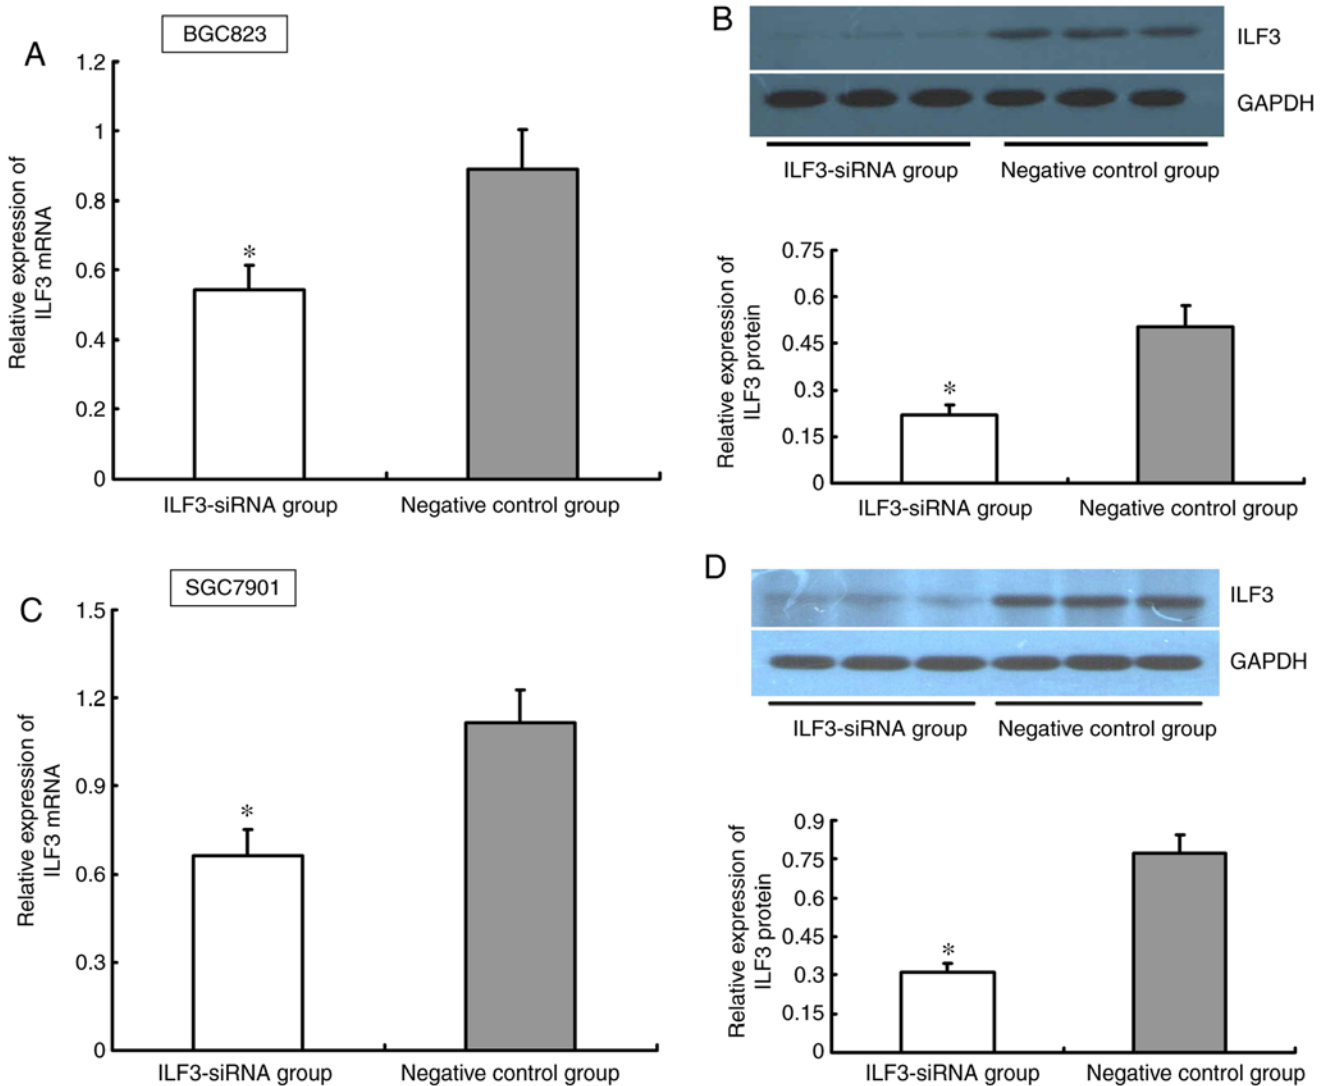 A
BGC823
Relative expression of
ILF3 mRNA
1.2
1
0.8
0.6
0.4
0.2
0
*
ILF3-siRNA group
Negative control group
B
ILF3
GAPDH
ILF3-siRNA group
Negative control group
Relative expression of
ILF3 protein
0.75
0.6
0.45
0.3
0.15
0
*
ILF3-siRNA group
Negative control group
C
SGC7901
Relative expression of
ILF3 mRNA
1.5
1.2
0.9
0.6
0.3
0
*
ILF3-siRNA group
Negative control group
D
ILF3
GAPDH
ILF3-siRNA group
Negative control group
Relative expression of
ILF3 protein
0.9
0.75
0.6
0.45
0.3
0.15
0
*
ILF3-siRNA group
Negative control group